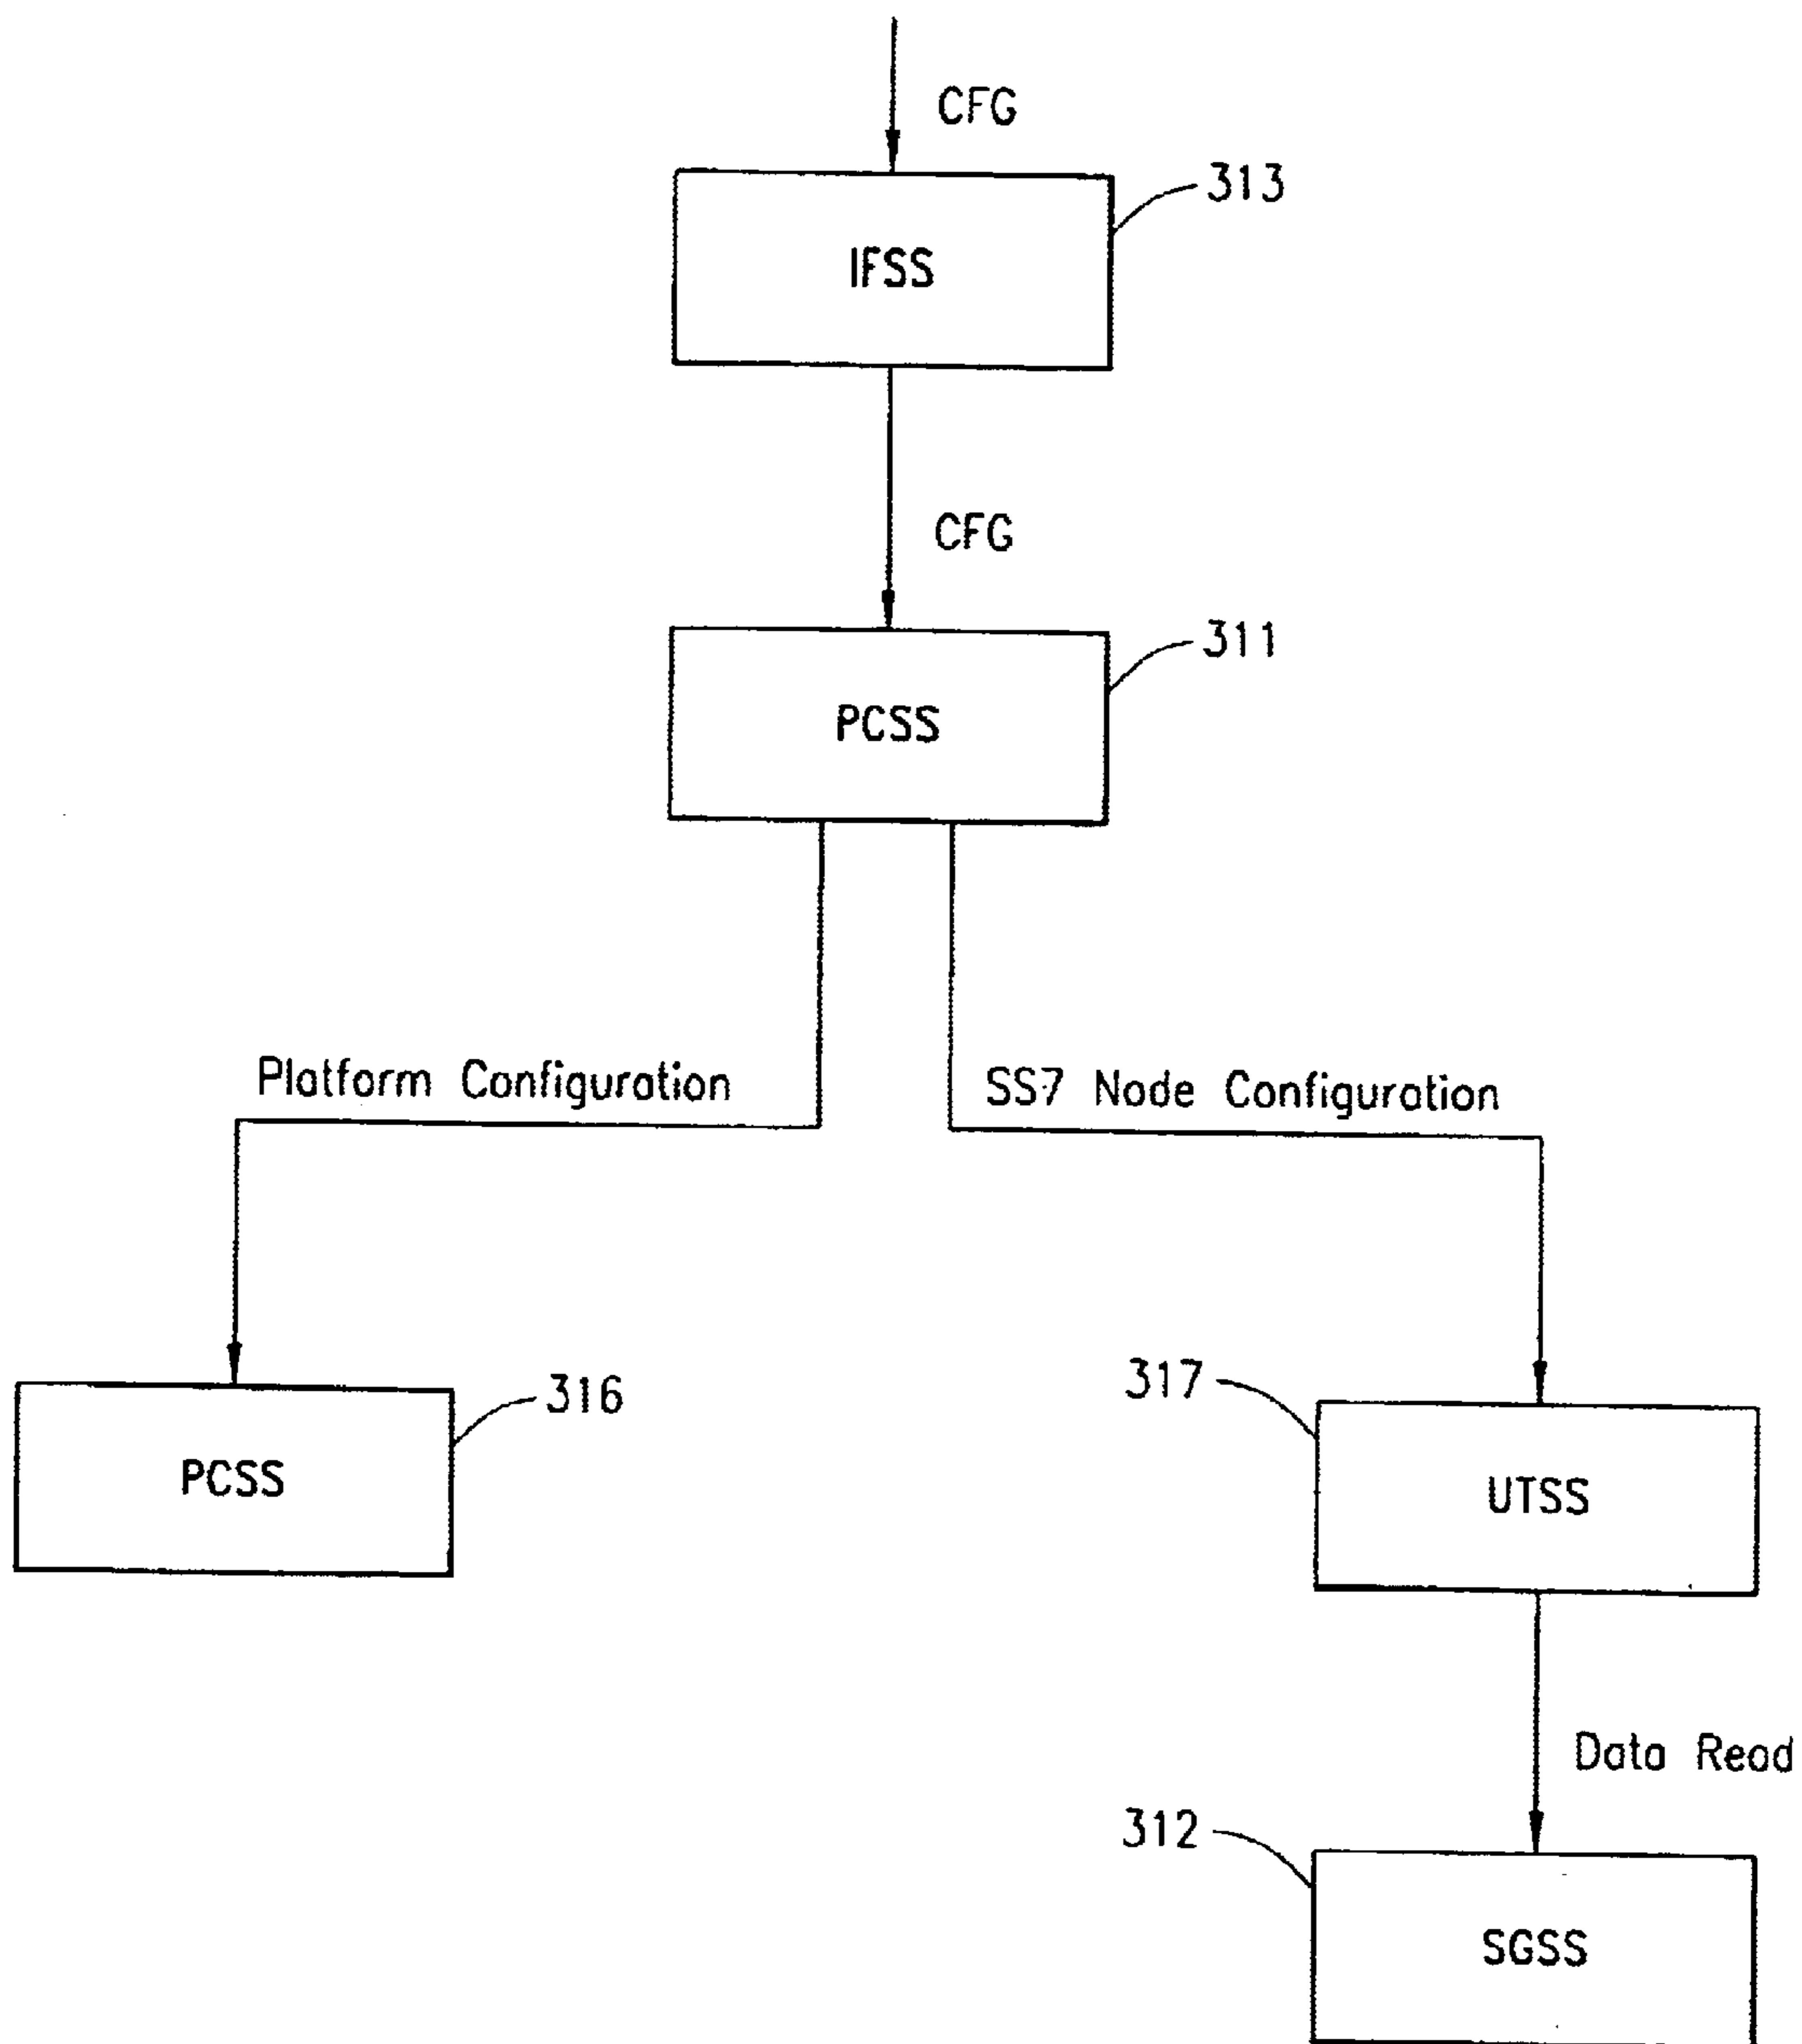 CFG
313
IFSS
CFG
311
PCSS
Platform Configuration
SS7 Node Configuration
316
317
PCSS
UTSS
Data Read
312
SGSS